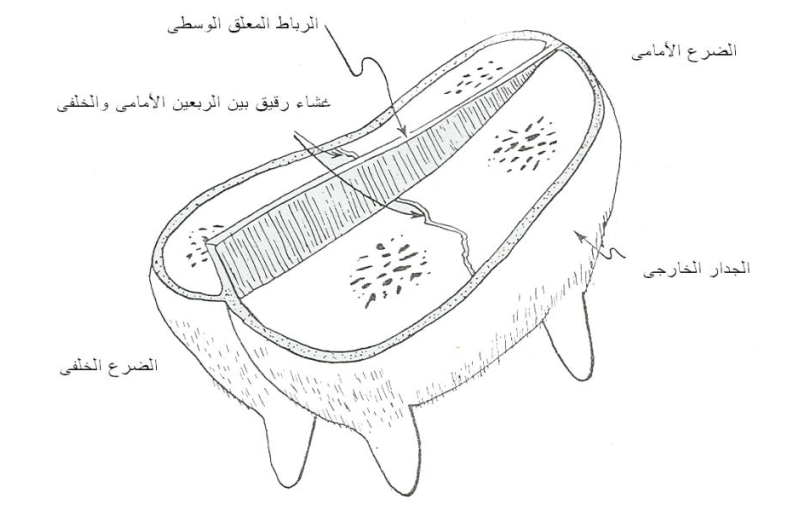 الرباط المعلق الوسطى
الضرع الأمامى
غشاء رقيق بين الربعين الأمامى والخلفى
الجدار الخارجى
الضرع الخلفى